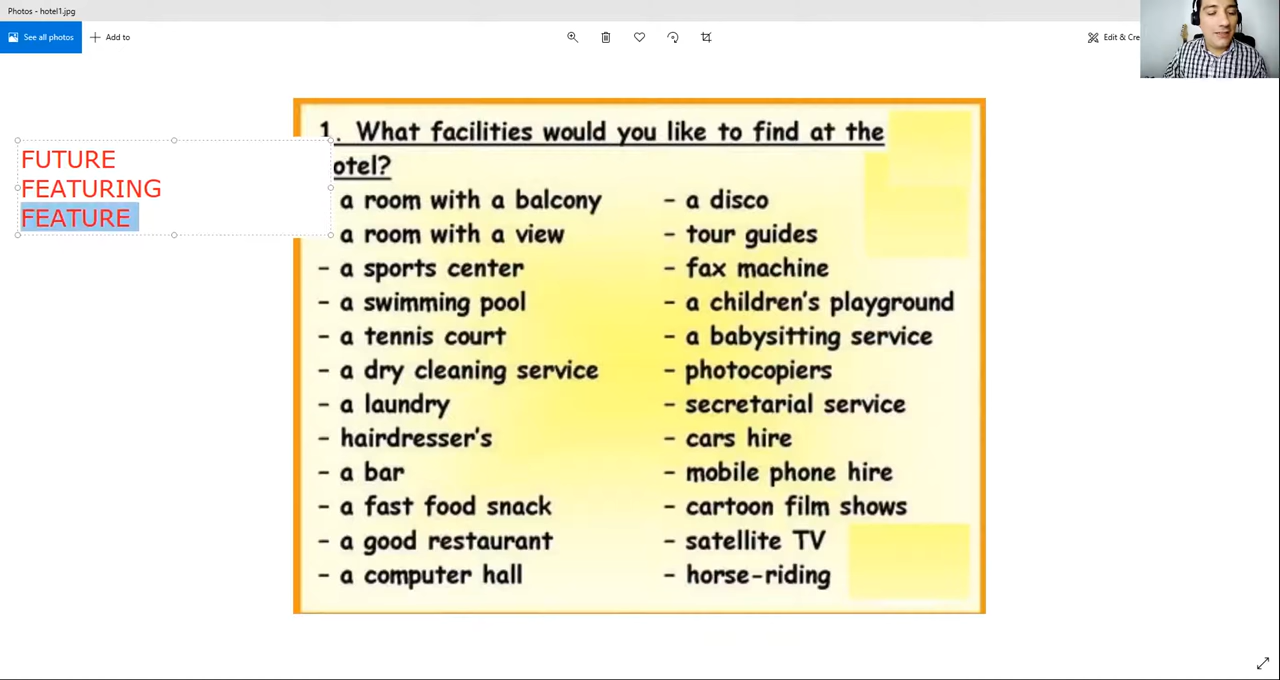 Photos - hotel1.jpg
See all photos
Add to
Edit & Cre
FUTURE
FEATURING
FEATURE
1. What facilities would you like to find at the
otel?
a room with a balcony
a room with a view
- a sports center
- a swimming pool
- a tennis court
- a dry cleaning service
- a laundry
- hairdresser's
- a bar
- a fast food snack
- a good restaurant
- a computer hall
- a disco
- tour guides
- fax machine
- a children's playground
- a babysitting service
- photocopiers
- secretarial service
- cars hire
- mobile phone hire
- cartoon film shows
- satellite TV
- horse-riding